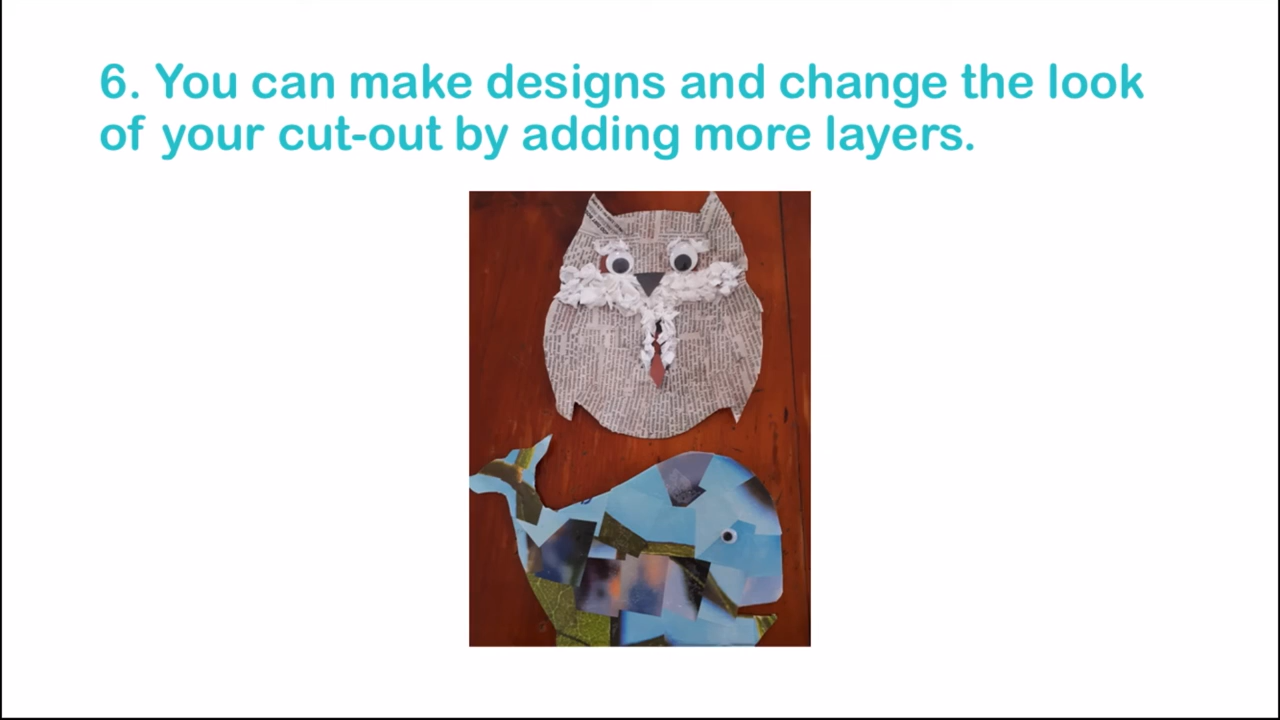 6. You can make designs and change the look
of your cut-out by adding more layers.